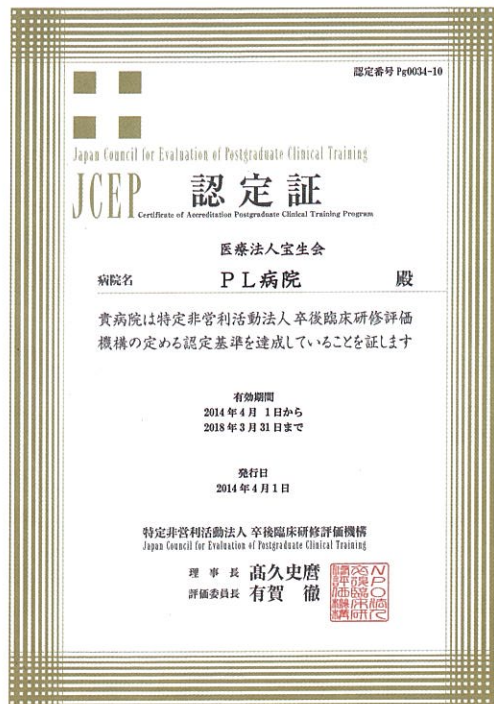 認定番号 Pg0034-10
Japan Council for Evaluation of Postgraduate Clinical Training
JCEP 認定証
Certificate of Accreditation Postgraduate Clinical Training Program
医療法人宝生会
病院名 PL病院 殿
貴病院は特定非営利活動法人卒後臨床研修評価
機構の定める認定基準を達成していることを証します
有効期間
2014年4月 1日から
2018年3月31日まで
発行日
2014年4月1日
特定非営利活動法人 卒後臨床研修評価機構
Japan Council for Evaluation of Postgraduate Clinical Training
理事長 髙久史麿
評価委員長 有賀 徹